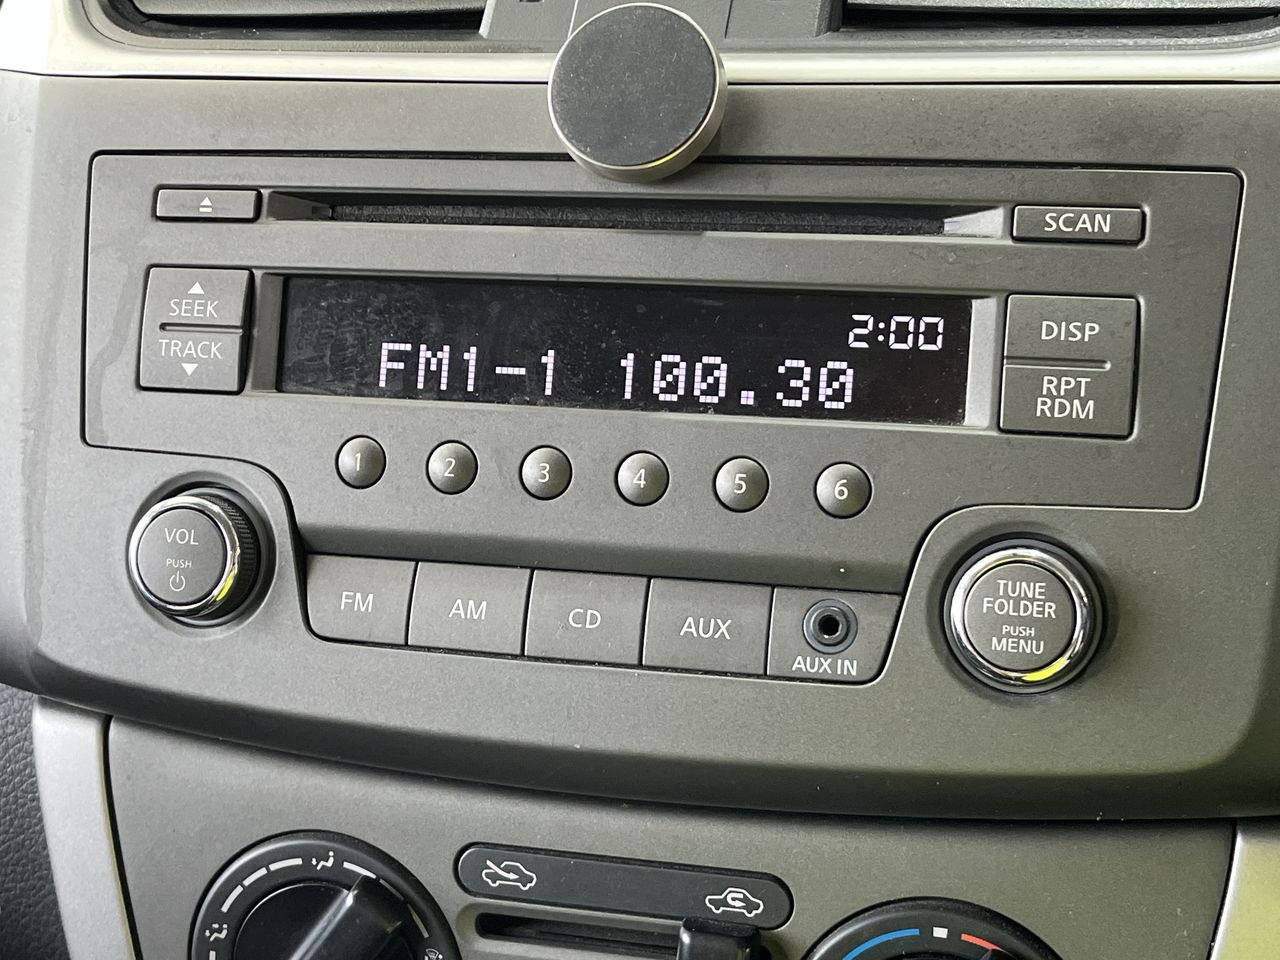 SCAN
SEEK
TRACK
2:00
FM1-1 100.30
DISP
RPT
RDM
1 2 3 4 5 6
VOL
PUSH
FM AM CD AUX
AUX IN
TUNE
FOLDER
PUSH
MENU